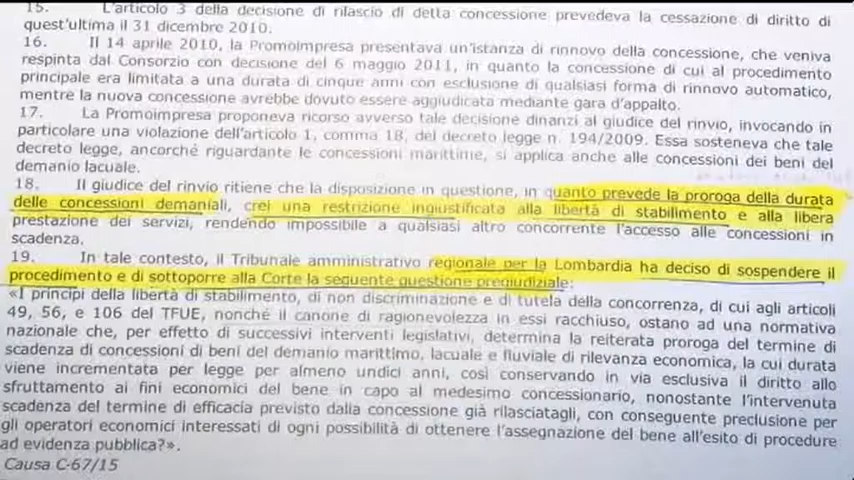 15. L'articolo 3 della decisione di rilascio di detta concessione prevedeva la cessazione di diritto di
quest'ultima il 31 dicembre 2010.
16. Il 14 aprile 2010, la Promoimpresa presentava un'istanza di rinnovo della concessione, che veniva
respinta dal Consorzio con decisione del 6 maggio 2011, in quanto la concessione di cui al procedimento
principale era limitata a una durata di cinque anni con esclusione di qualsiasi forma di rinnovo automatico,
mentre la nuova concessione avrebbe dovuto essere aggiudicata mediante gara d'appalto.
17. La Promoimpresa proponeva ricorso avverso tale decisione dinanzi al giudice del rinvio, invocando in
particolare una violazione dell'articolo 1, comma 18, del decreto legge n. 194/2009. Essa sosteneva che tale
decreto legge, ancorché riguardante le concessioni marittime, si applica anche alle concessioni dei beni del
demanio lacuale.
18. Il giudice del rinvio ritiene che la disposizione in questione, in quanto prevede la proroga della durata
delle concessioni demaniali, crei una restrizione ingiustificata alla libertà di stabilimento e alla libera
prestazione dei servizi, rendendo impossibile a qualsiasi altro concorrente l'accesso alle concessioni in
scadenza.
19. In tale contesto, il Tribunale amministrativo regionale per la Lombardia ha deciso di sospendere il
procedimento e di sottoporre alla Corte la seguente questione pregiudiziale:
«I principi della libertà di stabilimento, di non discriminazione e di tutela della concorrenza, di cui agli articoli
49, 56, e 106 del TFUE, nonché il canone di ragionevolezza in essi racchiuso, ostano ad una normativa
nazionale che, per effetto di successivi interventi legislativi, determina la reiterata proroga del termine di
scadenza di concessioni di beni del demanio marittimo, lacuale e fluviale di rilevanza economica, la cui durata
viene incrementata per legge per almeno undici anni, così conservando in via esclusiva il diritto allo
sfruttamento ai fini economici del bene in capo al medesimo concessionario, nonostante l'intervenuta
scadenza del termine di efficacia previsto dalla concessione già rilasciatagli, con conseguente preclusione per
gli operatori economici interessati di ogni possibilità di ottenere l'assegnazione del bene all'esito di procedure
ad evidenza pubblica?».
Causa C-67/15